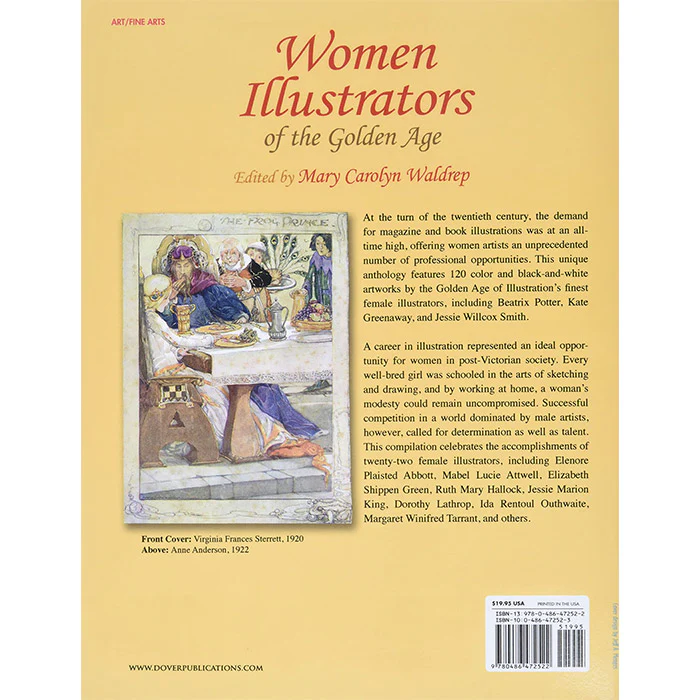 ART/FINE ARTS
Women
Illustrators
of the Golden Age
Edited by Mary Carolyn Waldrep
THE FROG PRINCE
At the turn of the twentieth century, the demand
for magazine and book illustrations was at an all-
time high, offering women artists an unprecedented
number of professional opportunities. This unique
anthology features 120 color and black-and-white
artworks by the Golden Age of Illustration's finest
female illustrators, including Beatrix Potter, Kate
Greenaway, and Jessie Willcox Smith.
A career in illustration represented an ideal oppor-
tunity for women in post-Victorian society. Every
well-bred girl was schooled in the arts of sketching
and drawing, and by working at home, a woman's
modesty could remain uncompromised. Successful
competition in a world dominated by male artists,
however, called for determination as well as talent.
This compilation celebrates the accomplishments of
twenty-two female illustrators, including Elenore
Plaisted Abbott, Mabel Lucie Attwell, Elizabeth
Shippen Green, Ruth Mary Hallock, Jessie Marion
King, Dorothy Lathrop, Ida Rentoul Outhwaite,
Margaret Winifred Tarrant, and others.
Front Cover: Virginia Frances Sterrett, 1920
Above: Anne Anderson, 1922
$19.95 USA PRINTED IN THE USA
ISBN-13: 978-0-486-47252-2
ISBN-10: 0-486-47252-3
51995
9 780486 472522
WWW.DOVERPUBLICATIONS.COM